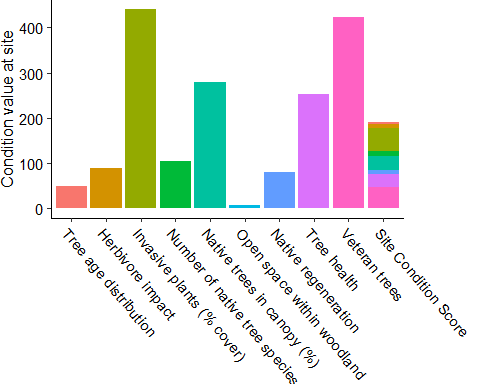 Condition value at site
400
300
200
100
0
Tree age distribution
Herbivore impact
Invasive plants (% cover)
Number of native tree species
Native trees in canopy (%)
Open space within woodland
Native regeneration
Tree health
Veteran trees
Site Condition Score